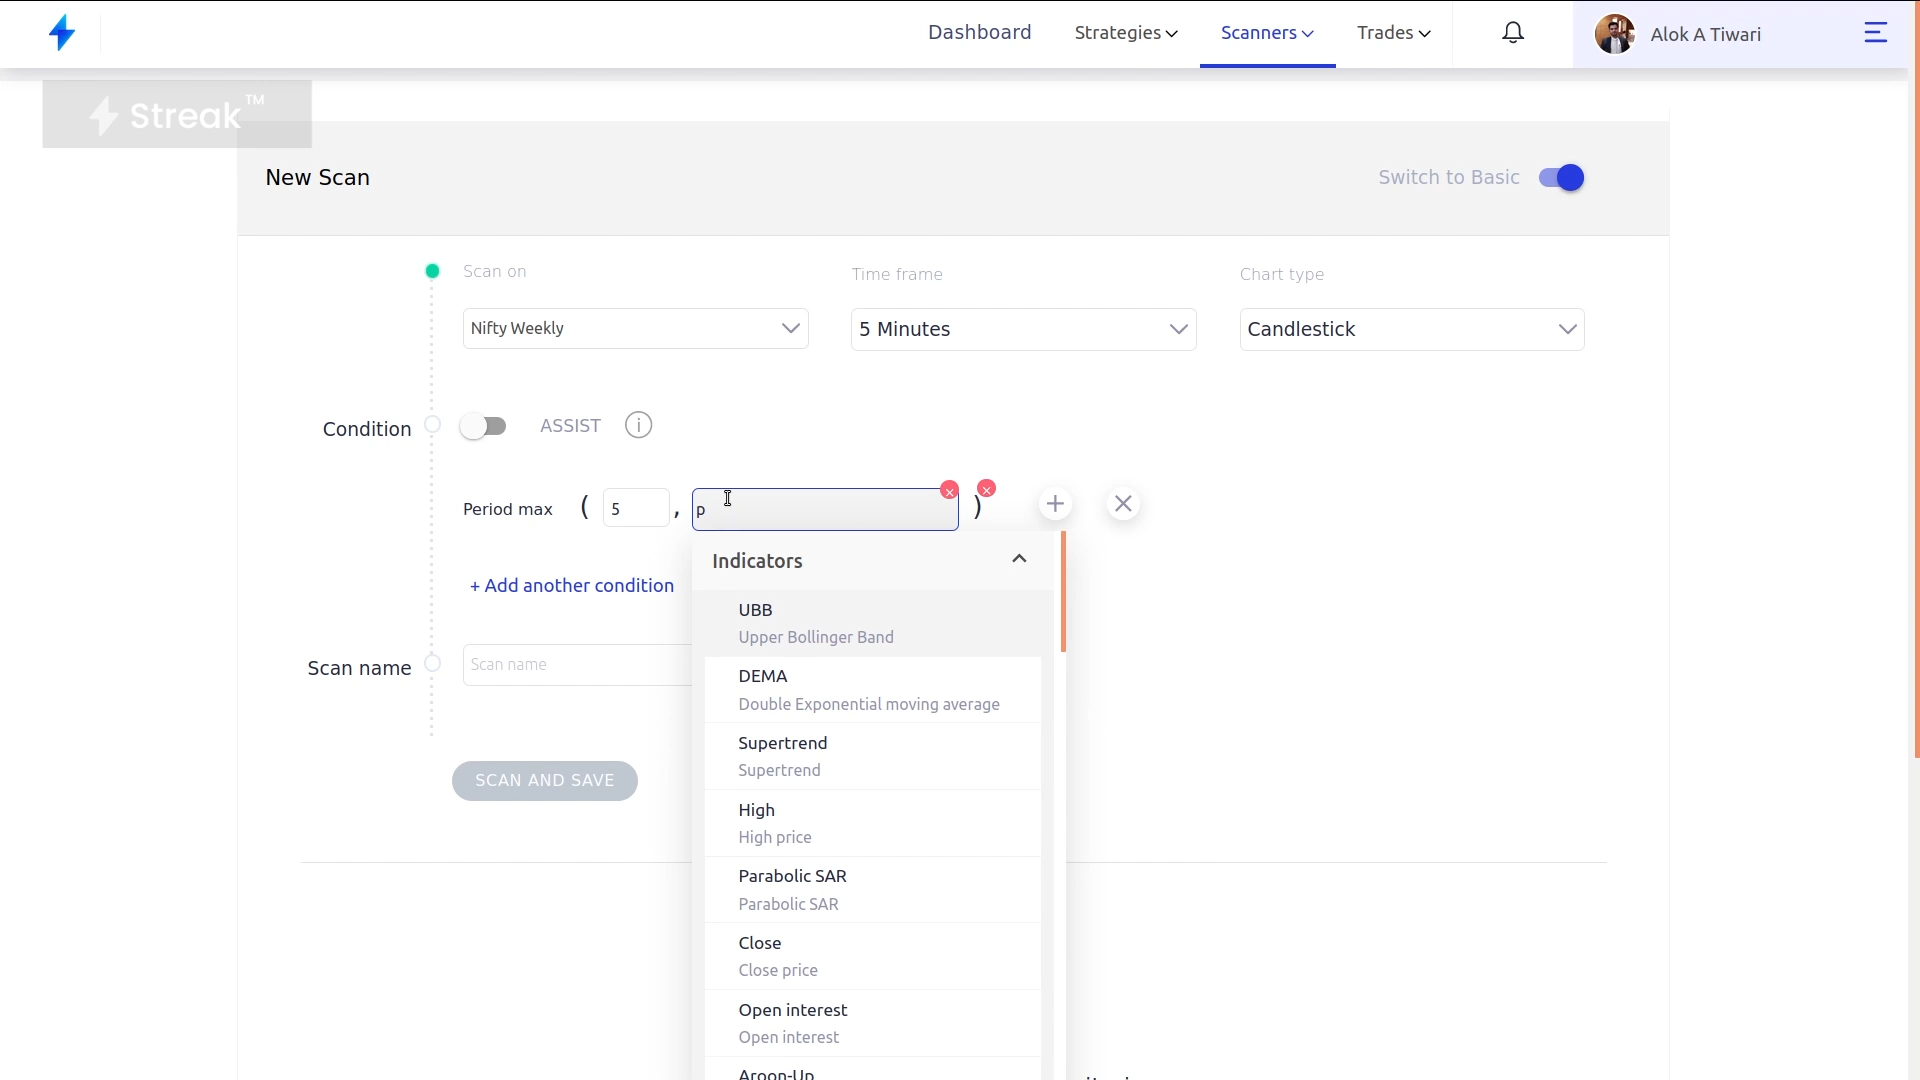 Dashboard Strategies Scanners Trades Alok A Tiwari
Streak™
New Scan Switch to Basic
Scan on Time frame Chart type
Nifty Weekly 5 Minutes Candlestick
Condition ASSIST i
Period max ( 5 , p )
Indicators
+ Add another condition
UBB
Upper Bollinger Band
Scan name Scan name
DEMA
Double Exponential moving average
Supertrend
Supertrend
SCAN AND SAVE
High
High price
Parabolic SAR
Parabolic SAR
Close
Close price
Open interest
Open interest
Aroon-Up